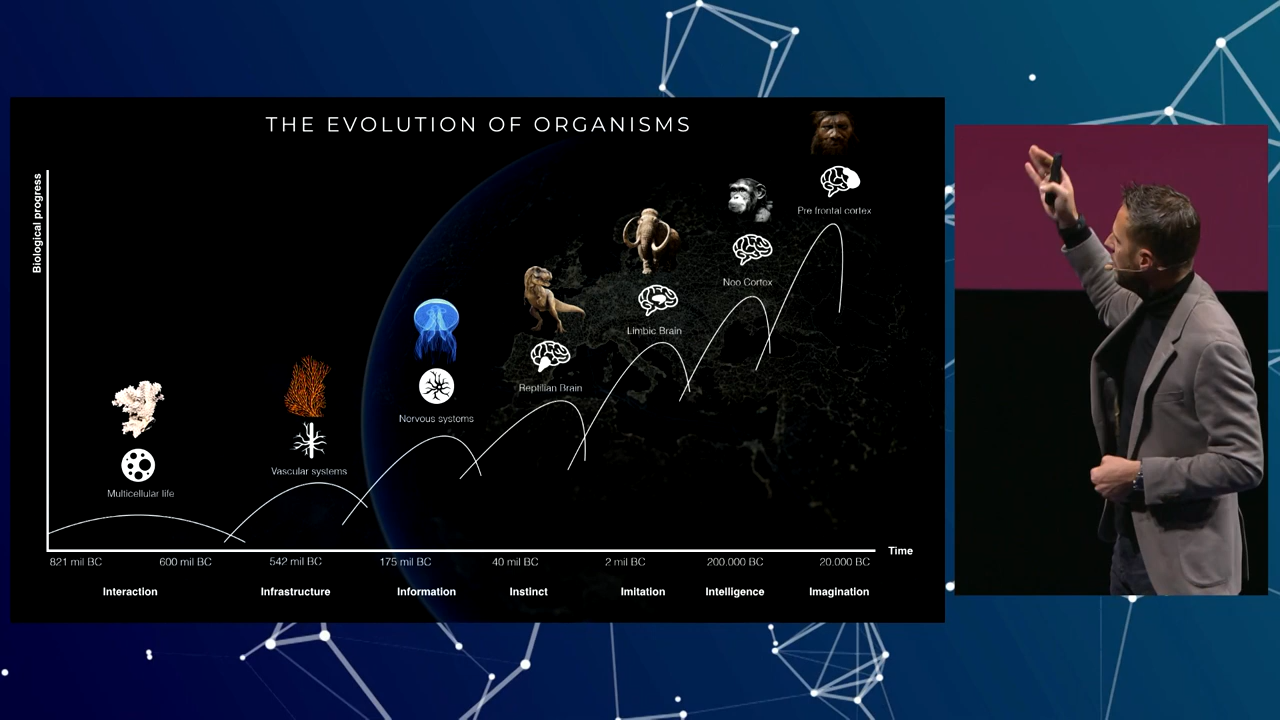 THE EVOLUTION OF ORGANISMS
Biological progress
Pre frontal cortex
Neo Cortex
Limbic Brain
Reptilian Brain
Nervous systems
Vascular systems
Multicellular life
Time
821 mil BC 600 mil BC 542 mil BC 175 mil BC 40 mil BC 2 mil BC 200.000 BC 20.000 BC
Interaction Infrastructure Information Instinct Imitation Intelligence Imagination